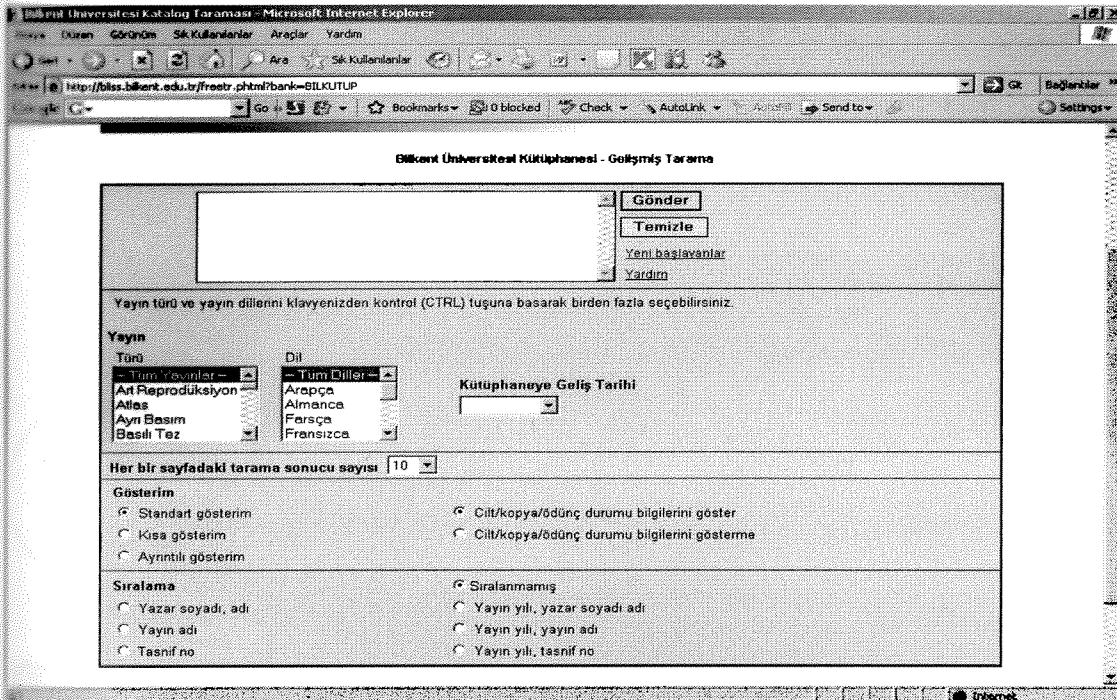 Bilkent Üniversitesi Katalog Taraması - Microsoft Internet Explorer
Düzen Görünüm Sık Kullanılanlar Araçlar Yardım
Geri Ara Sık Kullanılanlar
http://bliss.bilkent.edu.tr/freetr.phtml?bank=BILKUTUP Git Bağlantılar
Go Bookmarks 0 blocked Check AutoLink AutoFill Send to Settings
Bilkent Üniversitesi Kütüphanesi - Gelişmiş Tarama
Gönder
Temizle
Yeni başlayanlar
Yardım
Yayın türü ve yayın dillerini klavyenizden kontrol (CTRL) tuşuna basarak birden fazla seçebilirsiniz.
Yayın
Türü Dil
-- Tüm Yayınlar -- -- Tüm Diller --
Art Reprodüksiyon Arapça Kütüphaneye Geliş Tarihi
Atlas Almanca
Ayrı Basım Farsça
Basılı Tez Fransızca
Her bir sayfadaki tarama sonucu sayısı 10
Gösterim
Standart gösterim Cilt/kopya/ödünç durumu bilgilerini göster
Kısa gösterim Cilt/kopya/ödünç durumu bilgilerini gösterme
Ayrıntılı gösterim
Sıralama Sıralanmamış
Yazar soyadı, adı Yayın yılı, yazar soyadı adı
Yayın adı Yayın yılı, yayın adı
Tasnif no Yayın yılı, tasnif no
Internet